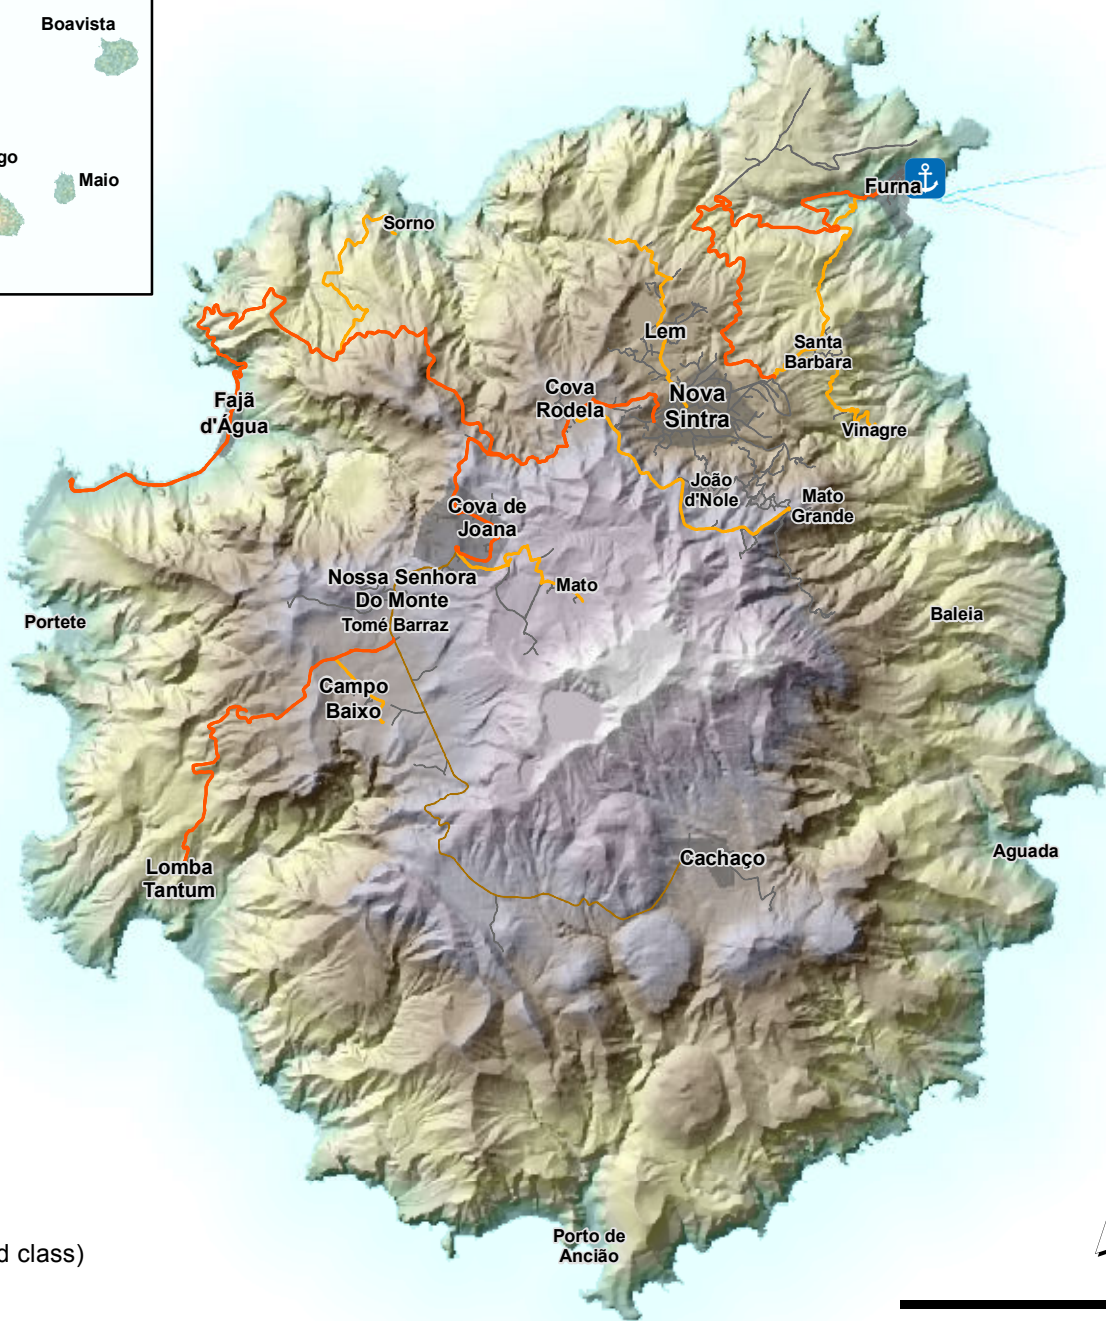 Boavista
go
Maio
Furna
Sorno
Lem
Santa
Barbara
Cova
Rodela
Nova
Sintra
Fajã
d'Água
Vinagre
João
d'Nole
Mato
Grande
Cova de
Joana
Nossa Senhora
Do Monte
Mato
Tomé Barraz
Portete
Baleia
Campo
Baixo
Cachaço
Aguada
Lomba
Tantum
Porto de
Ancião
d class)